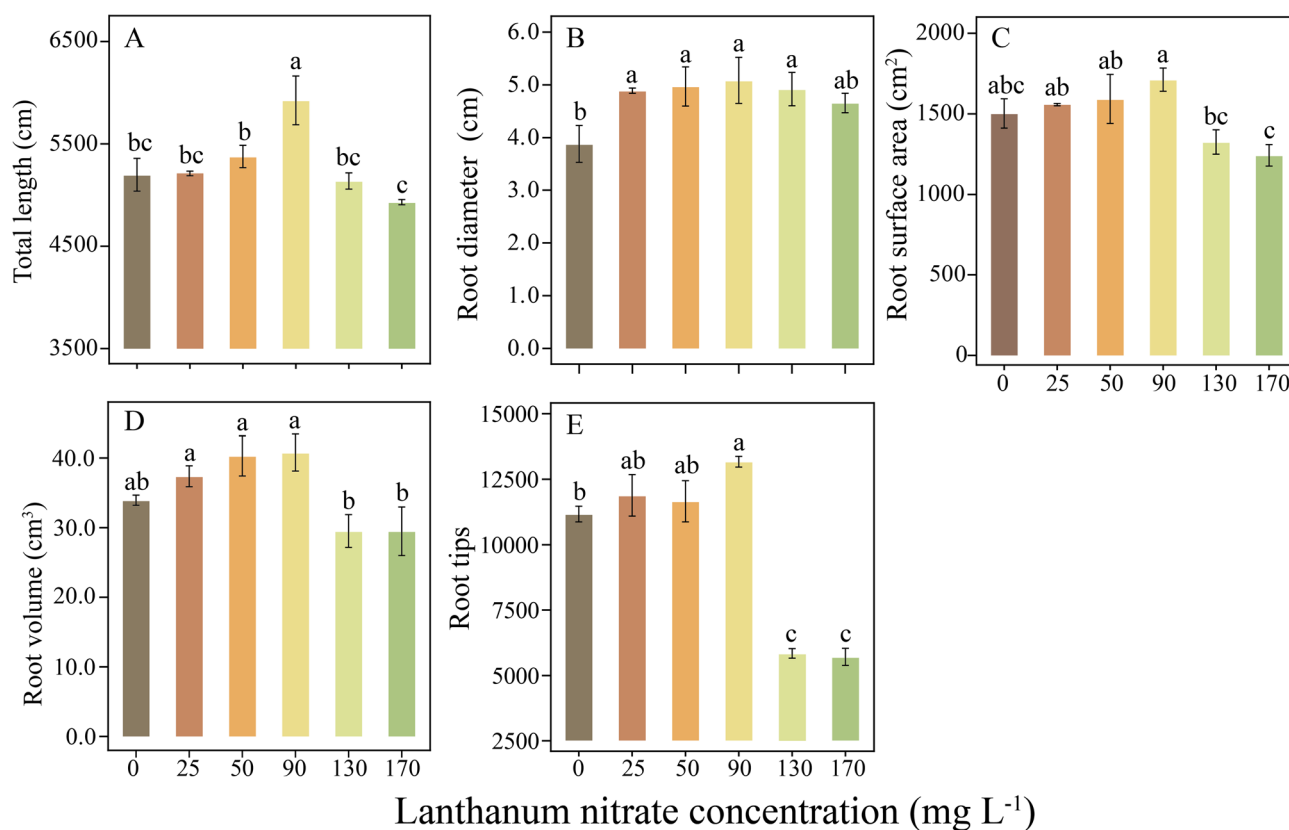 A
Total length (cm)
6500
5500
4500
3500
bc
bc
b
a
bc
c
B
Root diameter (cm)
6.0
5.0
4.0
3.0
2.0
1.0
0.0
b
a
a
a
a
ab
C
Root surface area (cm²)
2000
1500
1000
500
0
abc
ab
ab
a
bc
c
0 25 50 90 130 170
D
Root volume (cm³)
40.0
30.0
20.0
10.0
0.0
ab
a
a
a
b
b
0 25 50 90 130 170
E
Root tips
15000
12500
10000
7500
5000
2500
b
ab
ab
a
c
c
0 25 50 90 130 170
Lanthanum nitrate concentration (mg L⁻¹)